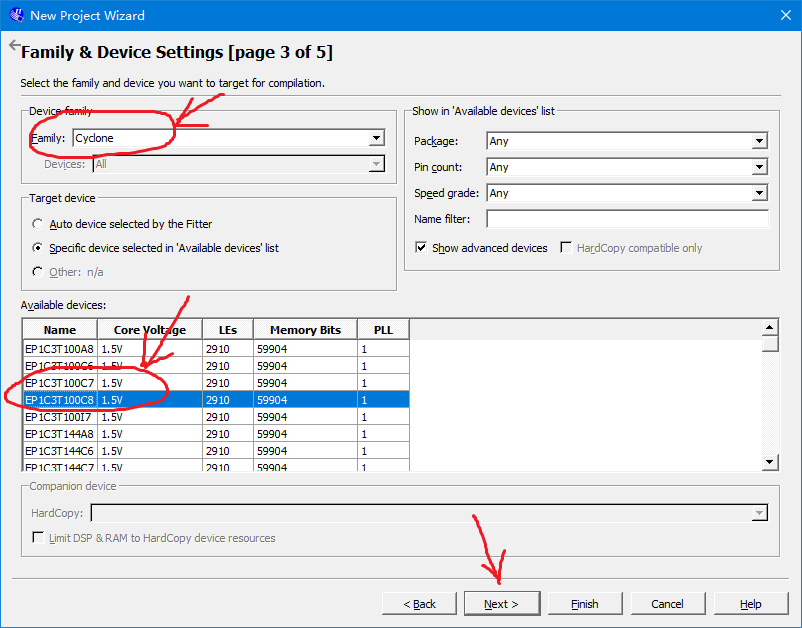 New Project Wizard
Family & Device Settings [page 3 of 5]
Select the family and device you want to target for compilation.
Device family
Family: Cyclone
Devices: All
Show in 'Available devices' list
Package: Any
Pin count: Any
Speed grade: Any
Name filter:
Show advanced devices HardCopy compatible only
Target device
Auto device selected by the Fitter
Specific device selected in 'Available devices' list
Other: n/a
Available devices:
Name Core Voltage LEs Memory Bits PLL
EP1C3T100A8 1.5V 2910 59904 1
EP1C3T100C6 1.5V 2910 59904 1
EP1C3T100C7 1.5V 2910 59904 1
EP1C3T100C8 1.5V 2910 59904 1
EP1C3T100I7 1.5V 2910 59904 1
EP1C3T144A8 1.5V 2910 59904 1
EP1C3T144C6 1.5V 2910 59904 1
EP1C3T144C7 1.5V 2910 59904 1
Companion device
HardCopy:
Limit DSP & RAM to HardCopy device resources
< Back Next > Finish Cancel Help